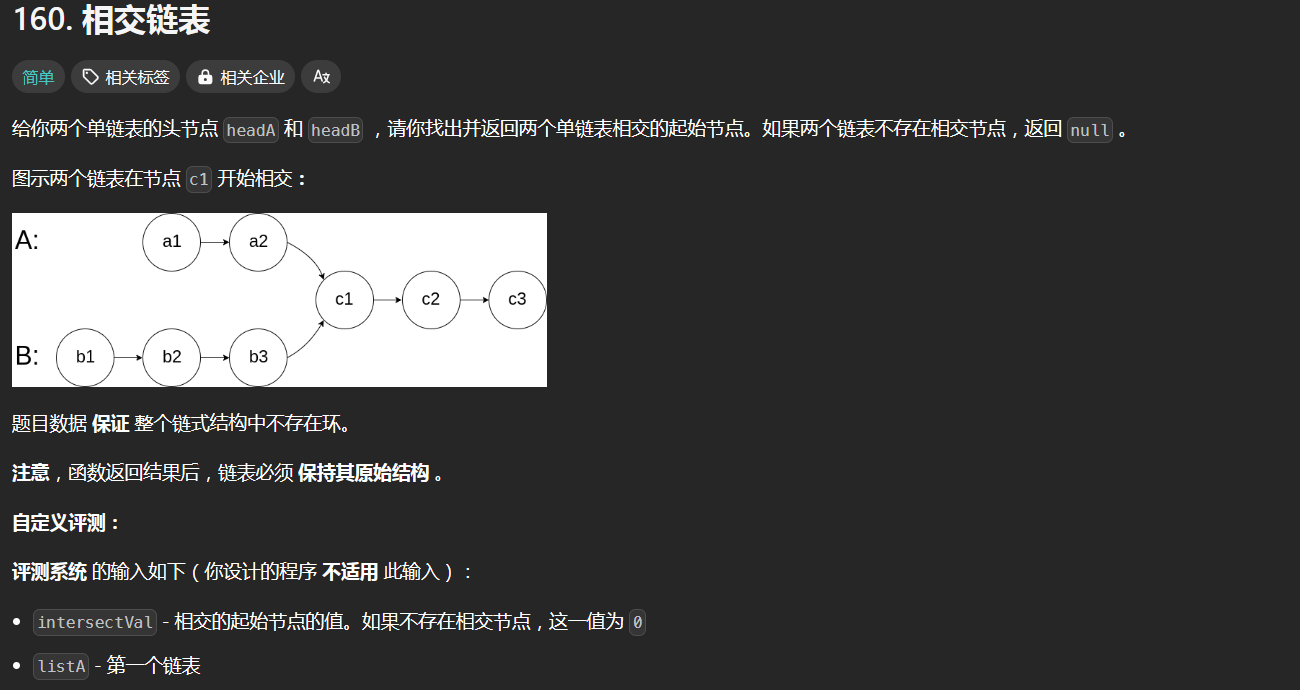 160. 相交链表
简单 相关标签 相关企业 A文
给你两个单链表的头节点 headA 和 headB ，请你找出并返回两个单链表相交的起始节点。如果两个链表不存在相交节点，返回 null 。
图示两个链表在节点 c1 开始相交：
A: a1 a2
c1 c2 c3
B: b1 b2 b3
题目数据 保证 整个链式结构中不存在环。
注意，函数返回结果后，链表必须 保持其原始结构 。
自定义评测：
评测系统 的输入如下（你设计的程序 不适用 此输入）：
• intersectVal - 相交的起始节点的值。如果不存在相交节点，这一值为 0
• listA - 第一个链表